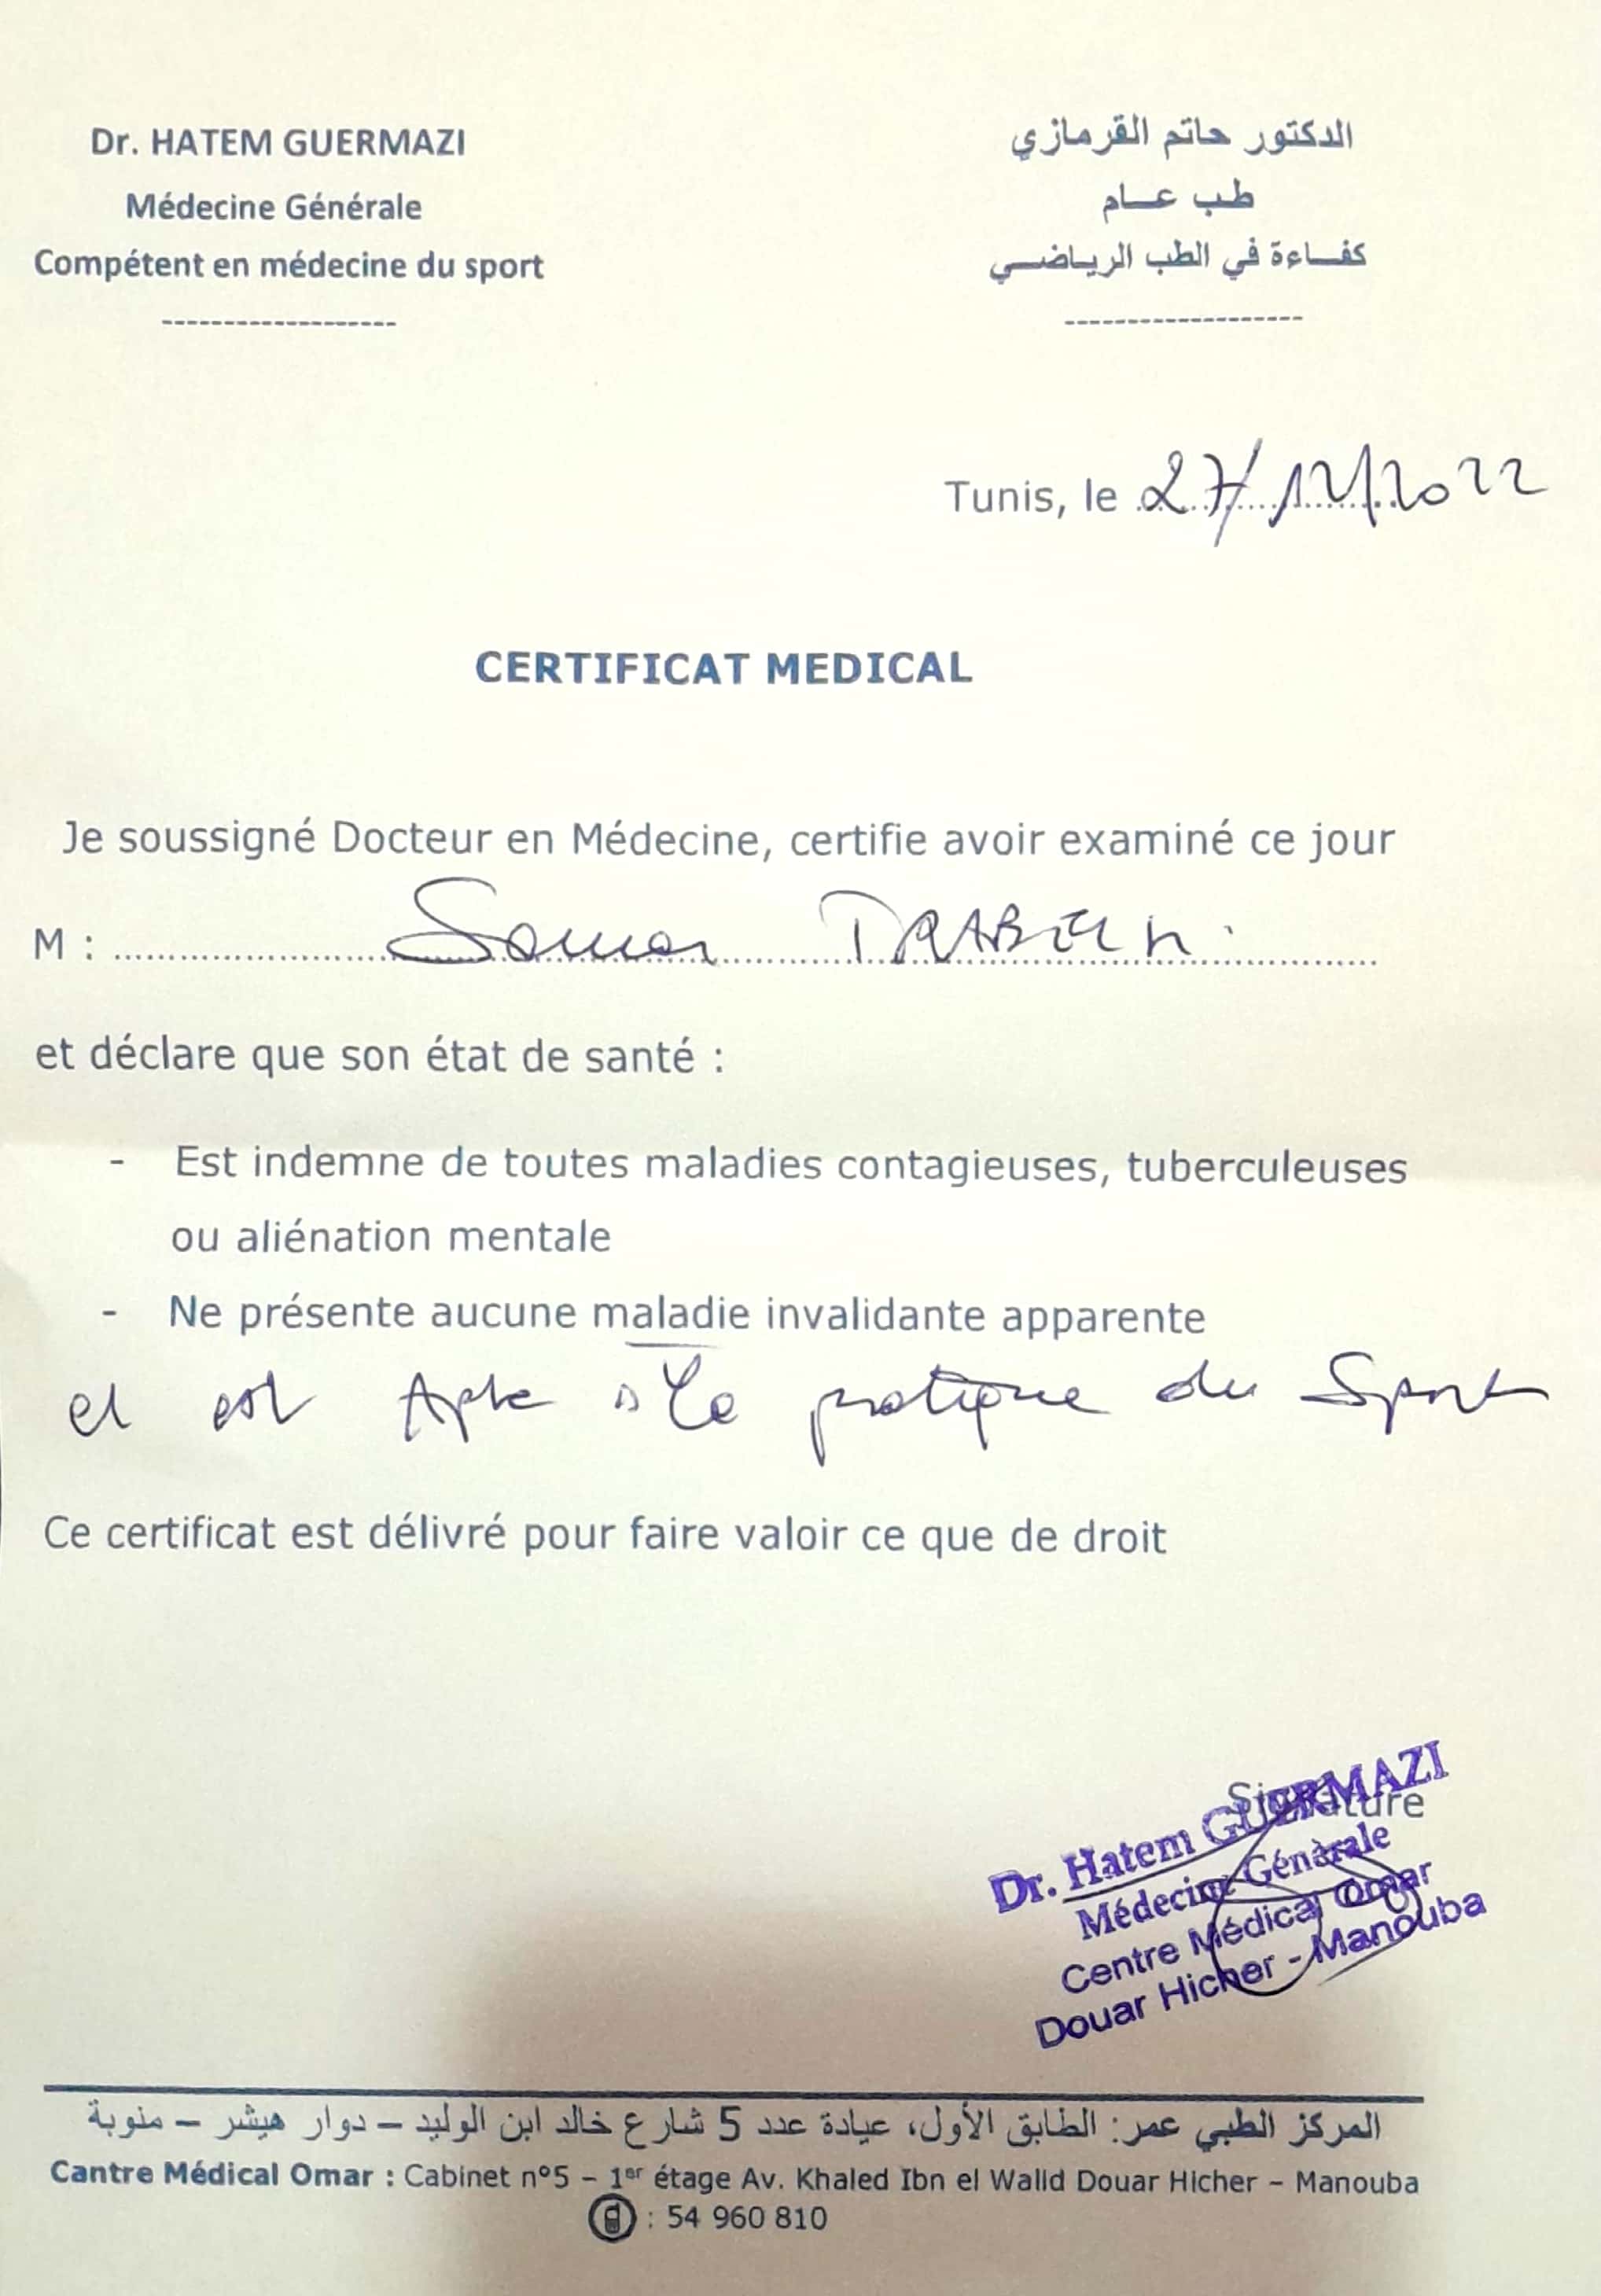 Dr. HATEM GUERMAZI
Médecine Générale
Compétent en médecine du sport
-------------------
الدكتور حاتم القرمازي
طب عـــام
كفـــاءة في الطب الرياضـــي
-------------------
Tunis, le 27/12/2022
CERTIFICAT MEDICAL
Je soussigné Docteur en Médecine, certifie avoir examiné ce jour
M :
et déclare que son état de santé :
- Est indemne de toutes maladies contagieuses, tuberculeuses
ou aliénation mentale
- Ne présente aucune maladie invalidante apparente
et est Apte à la pratique du Sport
Ce certificat est délivré pour faire valoir ce que de droit
Signature
Dr. Hatem GUERMAZI
Médecine Générale
Centre Médical Omar
Douar Hicher - Manouba
المركز الطبي عمر: الطابق الأول، عيادة عدد 5 شارع خالد ابن الوليد – دوار هيشر – منوبة
Cantre Médical Omar : Cabinet n°5 – 1er étage Av. Khaled Ibn el Walld Douar Hicher – Manouba
: 54 960 810